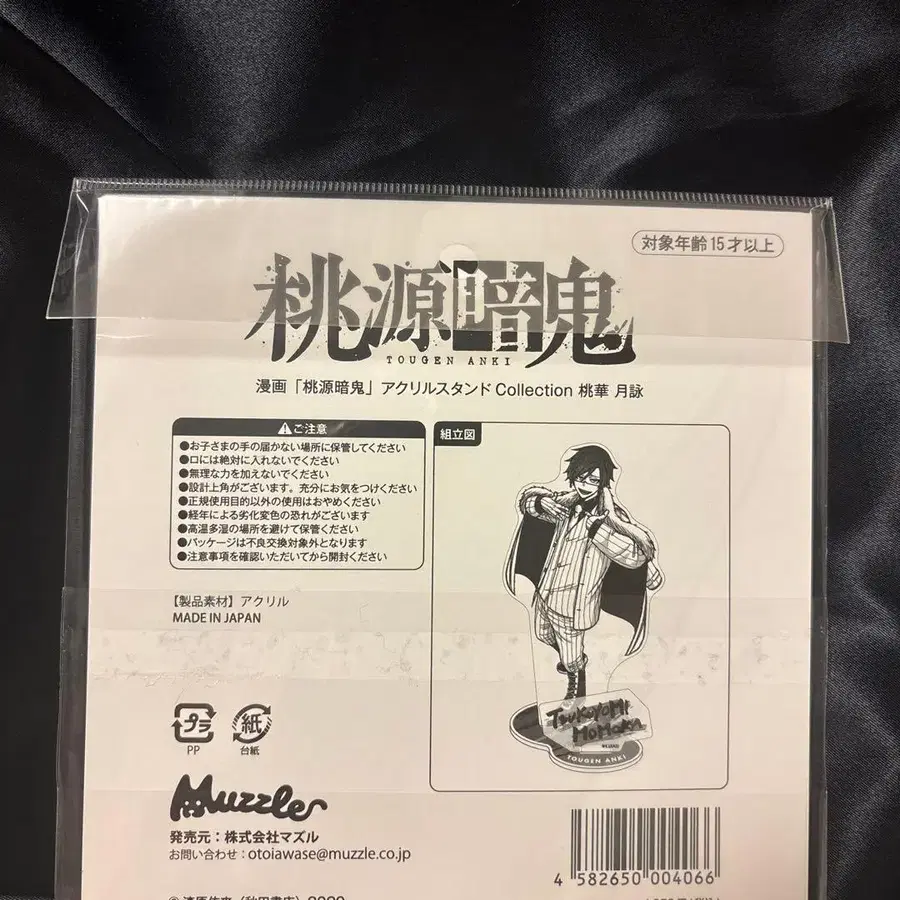 対象年齢15才以上
桃源暗鬼
TOUGEN ANKI
漫画「桃源暗鬼」アクリルスタンド Collection 桃華 月詠
ご注意
●お子さまの手の届かない場所に保管してください
●口には絶対に入れないでください
●無理な力を加えないでください
●設計上角がございます。充分にお気をつけください
●正規使用目的以外の使用はおやめください
●経年による劣化変色の恐れがございます
●高温多湿の場所を避けて保管ください
●パッケージは不良交換対象外となります
●注意事項を確認いただいてから開封ください
組立図
TSUKUYOMI
MOMOKA
TOUGEN ANKI
【製品素材】アクリル
MADE IN JAPAN
プラ
PP
紙
台紙
Muzzle
発売元：株式会社マズル
お問い合わせ：otoiawase@muzzle.co.jp
4 582650 004066